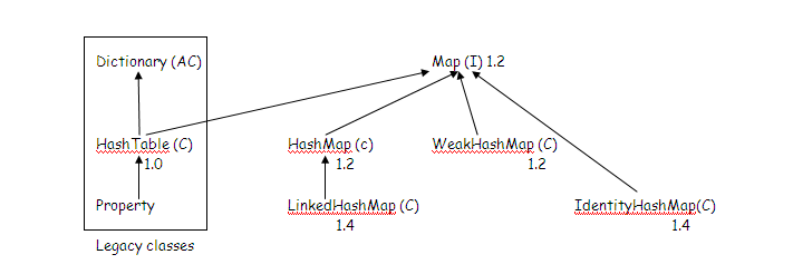 Dictionary (AC)
Map (I) 1.2
HashTable (C)
1.0
HashMap (c)
1.2
WeakHashMap (C)
1.2
Property
LinkedHashMap (C)
1.4
IdentityHashMap(C)
1.4
Legacy classes